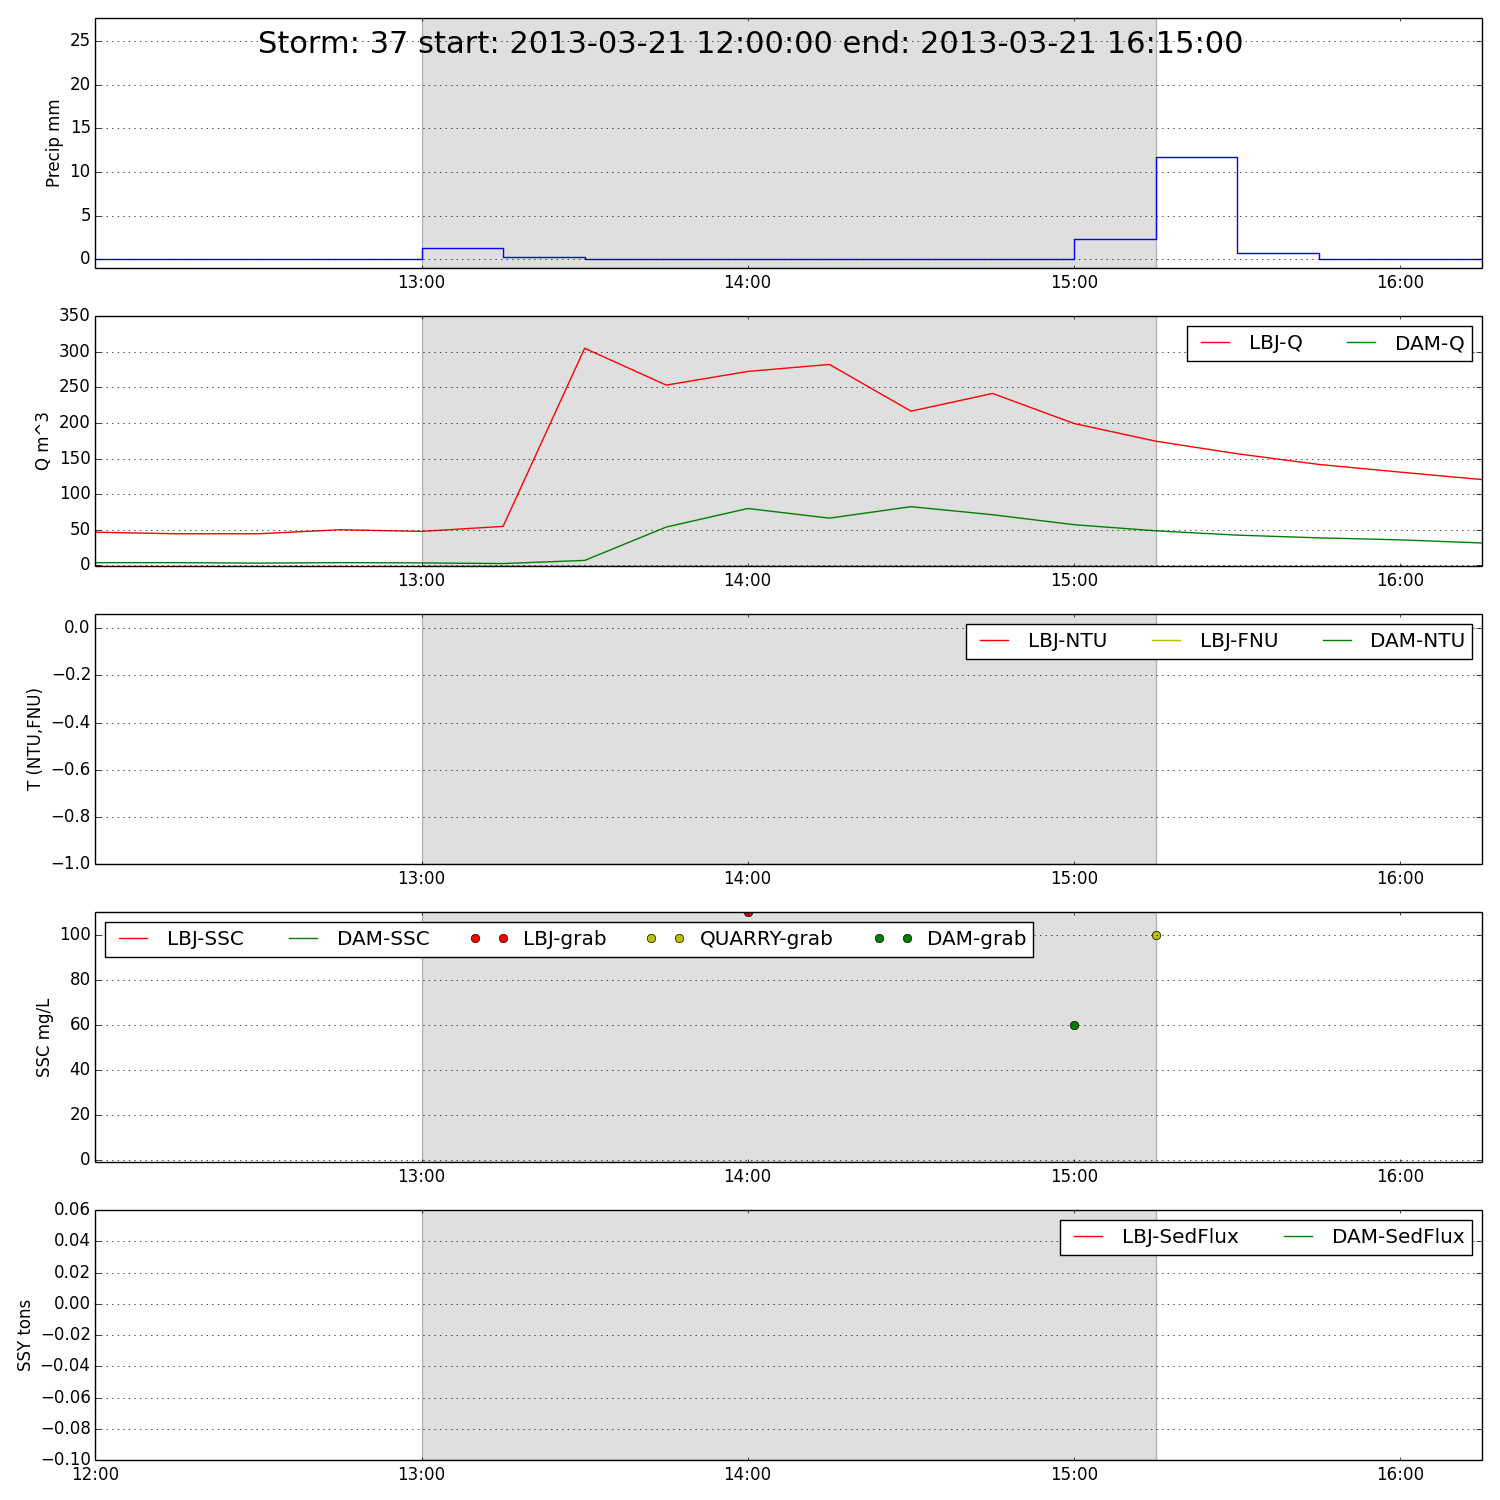 Storm: 37 start: 2013-03-21 12:00:00 end: 2013-03-21 16:15:00
Precip mm
25
20
15
10
5
0
13:00 14:00 15:00 16:00
Q m^3
350
300
250
200
150
100
50
0
LBJ-Q DAM-Q
13:00 14:00 15:00 16:00
T (NTU,FNU)
0.0
−0.2
−0.4
−0.6
−0.8
−1.0
LBJ-NTU LBJ-FNU DAM-NTU
13:00 14:00 15:00 16:00
SSC mg/L
100
80
60
40
20
0
LBJ-SSC DAM-SSC LBJ-grab QUARRY-grab DAM-grab
13:00 14:00 15:00 16:00
SSY tons
0.06
0.04
0.02
0.00
−0.02
−0.04
−0.06
−0.08
−0.10
LBJ-SedFlux DAM-SedFlux
12:00 13:00 14:00 15:00 16:00